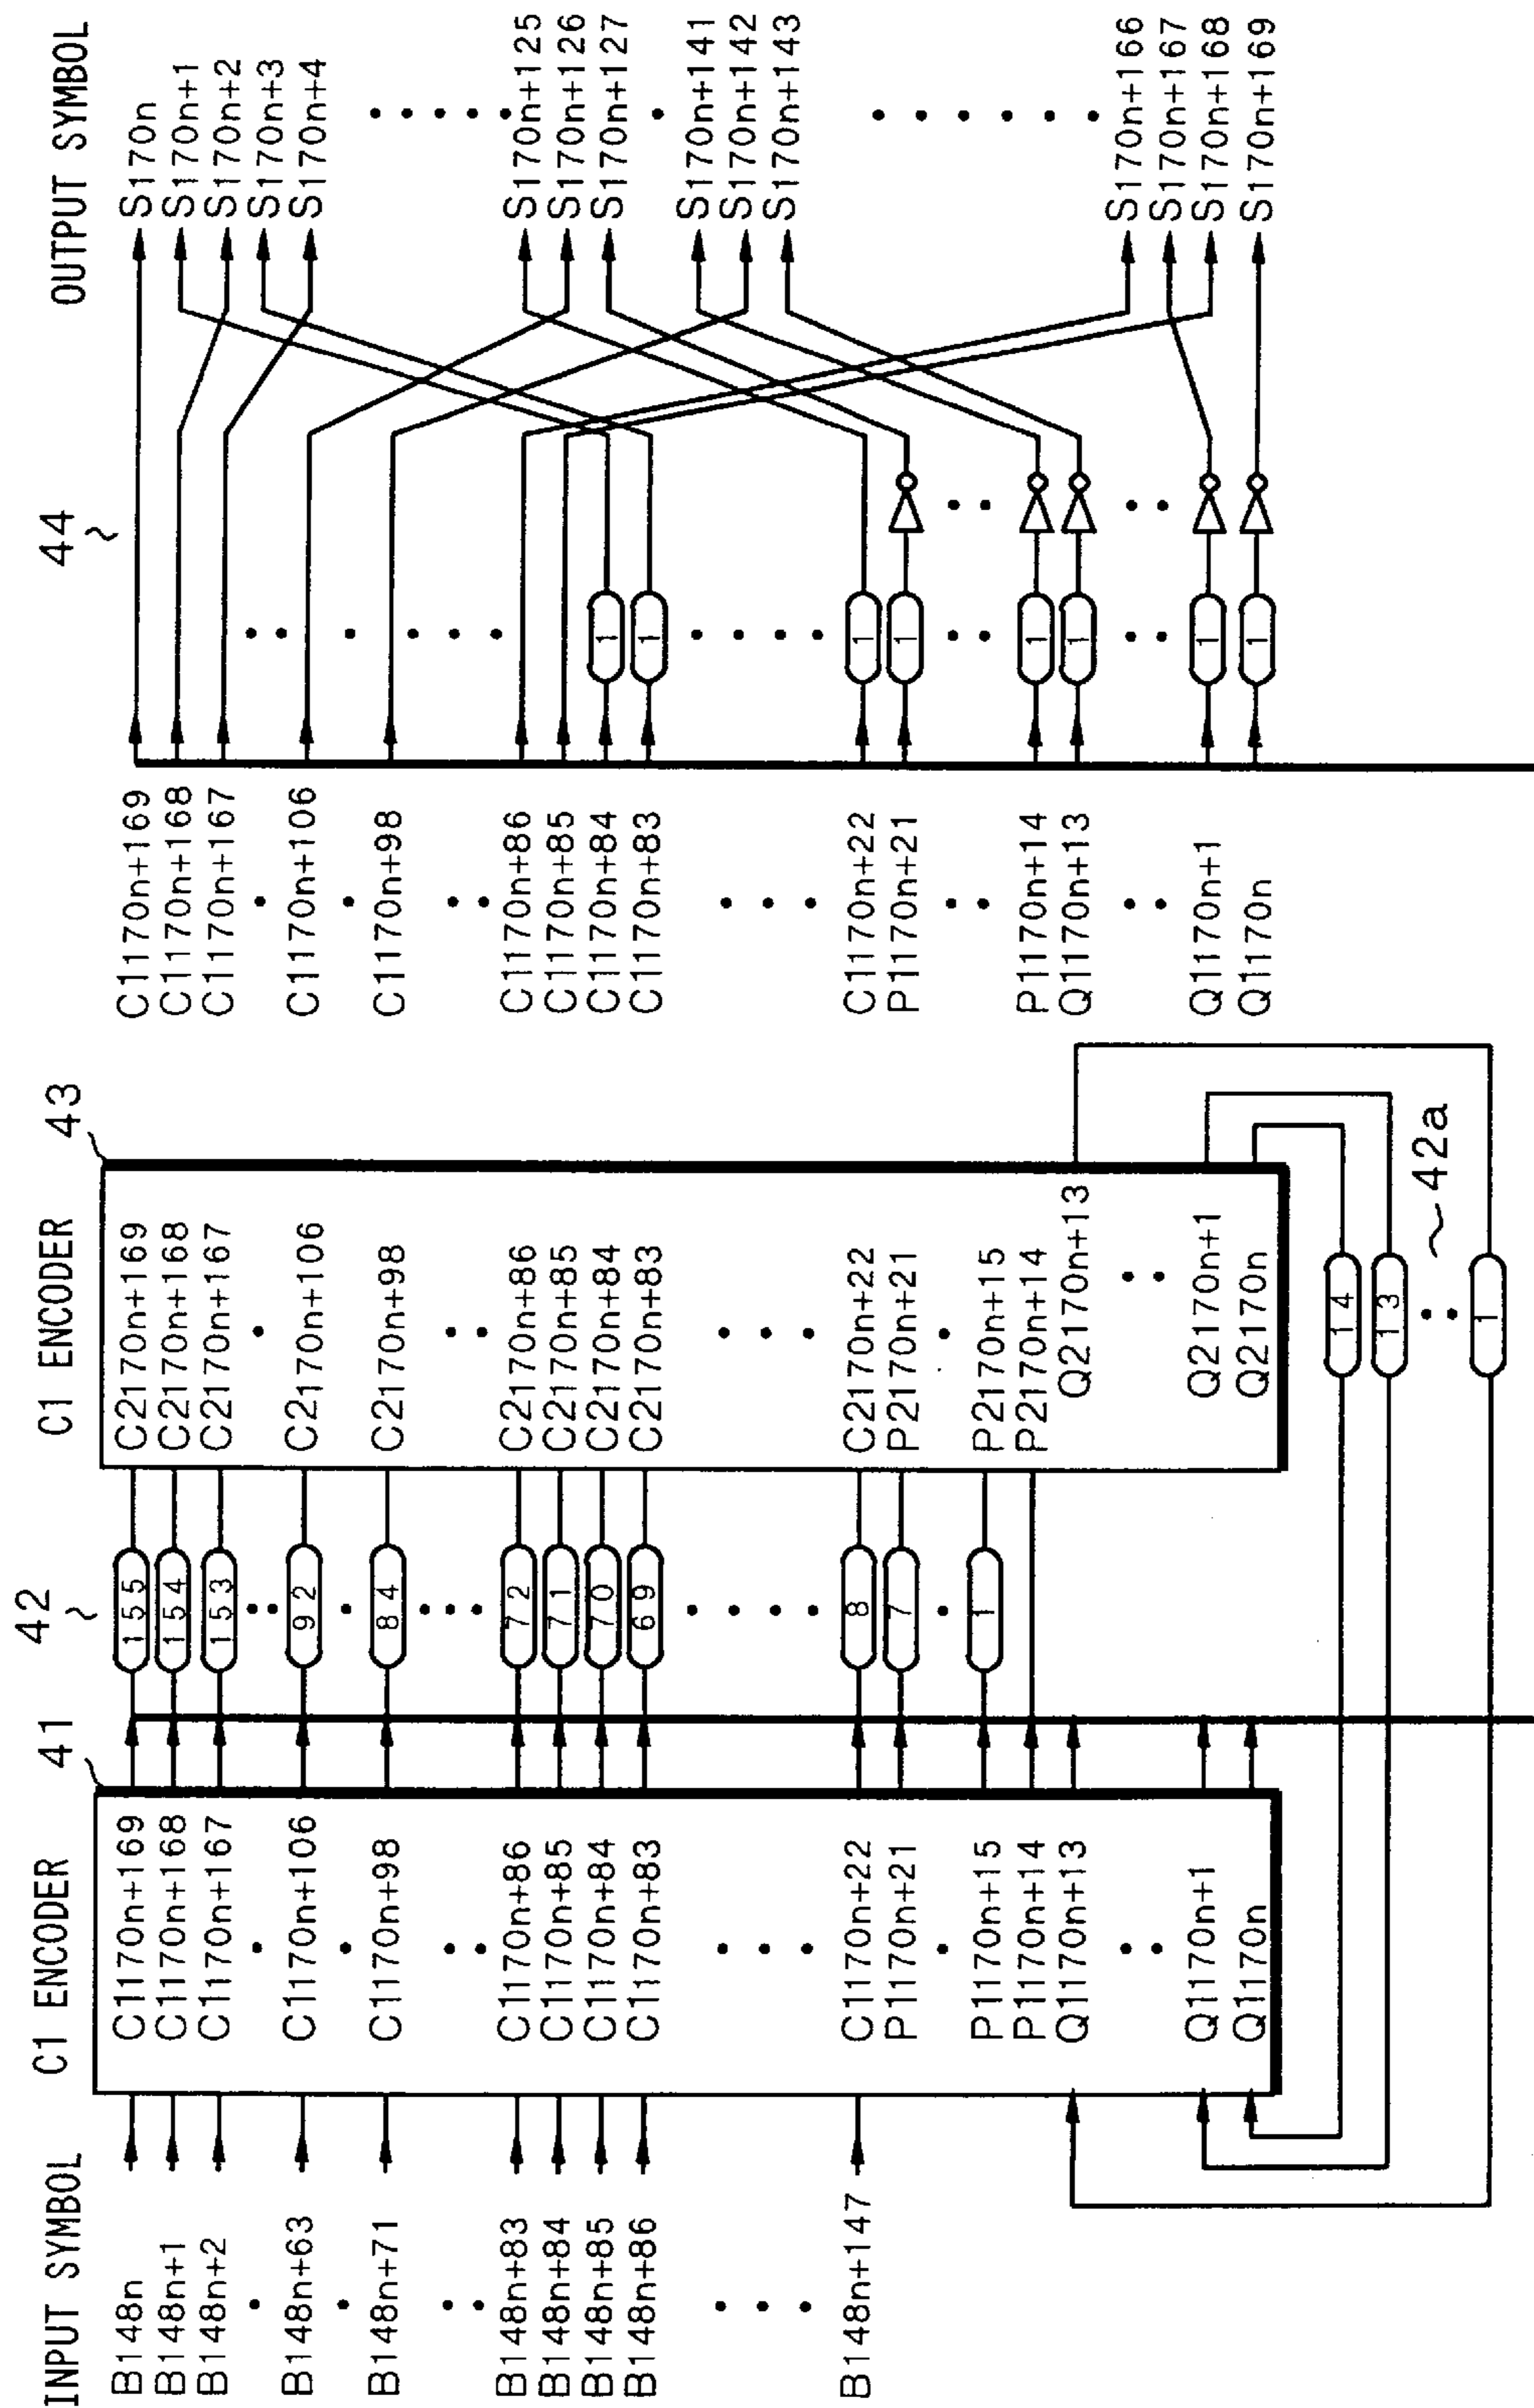 INPUT SYMBOL
B148n
B148n+1
B148n+2
B148n+63
B148n+71
B148n+83
B148n+84
B148n+85
B148n+86
B148n+147
C1 ENCODER
41
C1170n+169
C1170n+168
C1170n+167
C1170n+106
C1170n+98
C1170n+86
C1170n+85
C1170n+84
C1170n+83
C1170n+22
P1170n+21
P1170n+15
P1170n+14
Q1170n+13
Q1170n+1
Q1170n
42
155
154
153
92
84
72
71
70
69
8
7
1
C1 ENCODER
43
C2170n+169
C2170n+168
C2170n+167
C2170n+106
C2170n+98
C2170n+86
C2170n+85
C2170n+84
C2170n+83
C2170n+22
P2170n+21
P2170n+15
P2170n+14
Q2170n+13
Q2170n+1
Q2170n
14
13
1
42a
C1170n+169
C1170n+168
C1170n+167
C1170n+106
C1170n+98
C1170n+86
C1170n+85
C1170n+84
C1170n+83
C1170n+22
P1170n+21
P1170n+14
Q1170n+13
Q1170n+1
Q1170n
44
1
1
1
1
1
1
1
1
OUTPUT SYMBOL
S170n
S170n+1
S170n+2
S170n+3
S170n+4
S170n+125
S170n+126
S170n+127
S170n+141
S170n+142
S170n+143
S170n+166
S170n+167
S170n+168
S170n+169